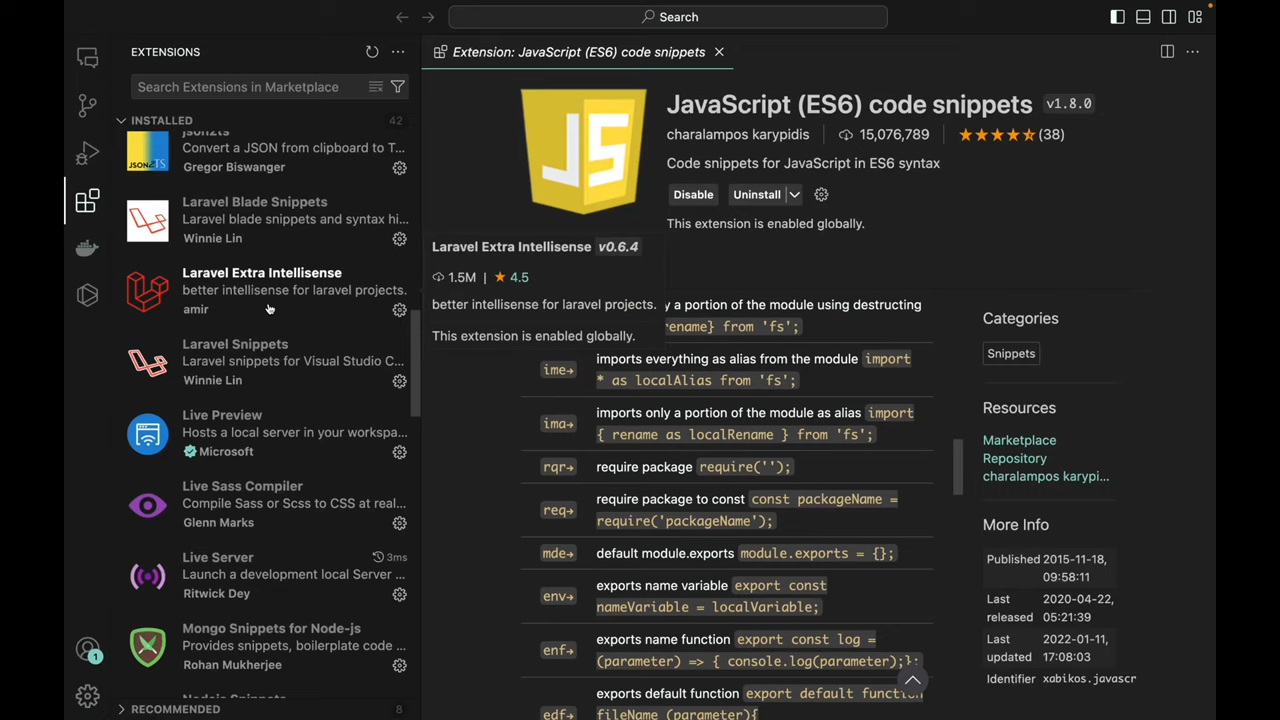 Search
EXTENSIONS
Search Extensions in Marketplace
INSTALLED 42
json2ts
Convert a JSON from clipboard to T...
Gregor Biswanger
JSON2TS
Laravel Blade Snippets
Laravel blade snippets and syntax hi...
Winnie Lin
Laravel Extra Intellisense
better intellisense for laravel projects.
amir
Laravel Snippets
Laravel snippets for Visual Studio C...
Winnie Lin
Live Preview
Hosts a local server in your workspa...
Microsoft
Live Sass Compiler
Compile Sass or Scss to CSS at real...
Glenn Marks
Live Server 3ms
Launch a development local Server ...
Ritwick Dey
Mongo Snippets for Node-js
Provides snippets, boilerplate code ...
Rohan Mukherjee
RECOMMENDED 8
1
Extension: JavaScript (ES6) code snippets
JS
JavaScript (ES6) code snippets v1.8.0
charalampos karypidis 15,076,789 (38)
Code snippets for JavaScript in ES6 syntax
Disable Uninstall
This extension is enabled globally.
Laravel Extra Intellisense v0.6.4
1.5M | ★ 4.5
better intellisense for laravel projects.
This extension is enabled globally.
y a portion of the module using destructing
rename} from 'fs';
ime→ imports everything as alias from the module import
* as localAlias from 'fs';
ima→ imports only a portion of the module as alias import
{ rename as localRename } from 'fs';
rqr→ require package require('');
req→ require package to const const packageName =
require('packageName');
mde→ default module.exports module.exports = {};
env→ exports name variable export const
nameVariable = localVariable;
enf→ exports name function export const log =
(parameter) => { console.log(parameter);};
edf→ exports default function export default function
fileName (parameter){
Categories
Snippets
Resources
Marketplace
Repository
charalampos karypi...
More Info
Published 2015-11-18,
09:58:11
Last 2020-04-22,
released 05:21:39
Last 2022-01-11,
updated 17:08:03
Identifier xabikos.javascr